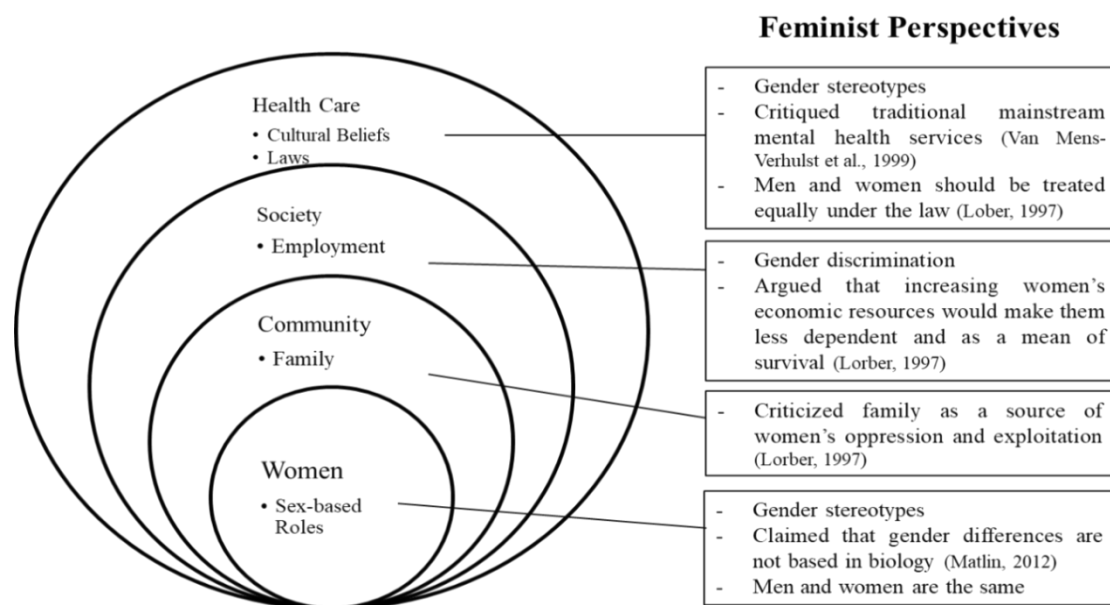 Feminist Perspectives
Health Care
• Cultural Beliefs
• Laws
Society
• Employment
Community
• Family
Women
• Sex-based
Roles
- Gender stereotypes
- Critiqued traditional mainstream
mental health services (Van Mens-
Verhulst et al., 1999)
- Men and women should be treated
equally under the law (Lober, 1997)
- Gender discrimination
- Argued that increasing women's
economic resources would make them
less dependent and as a mean of
survival (Lorber, 1997)
- Criticized family as a source of
women's oppression and exploitation
(Lorber, 1997)
- Gender stereotypes
- Claimed that gender differences are
not based in biology (Matlin, 2012)
- Men and women are the same